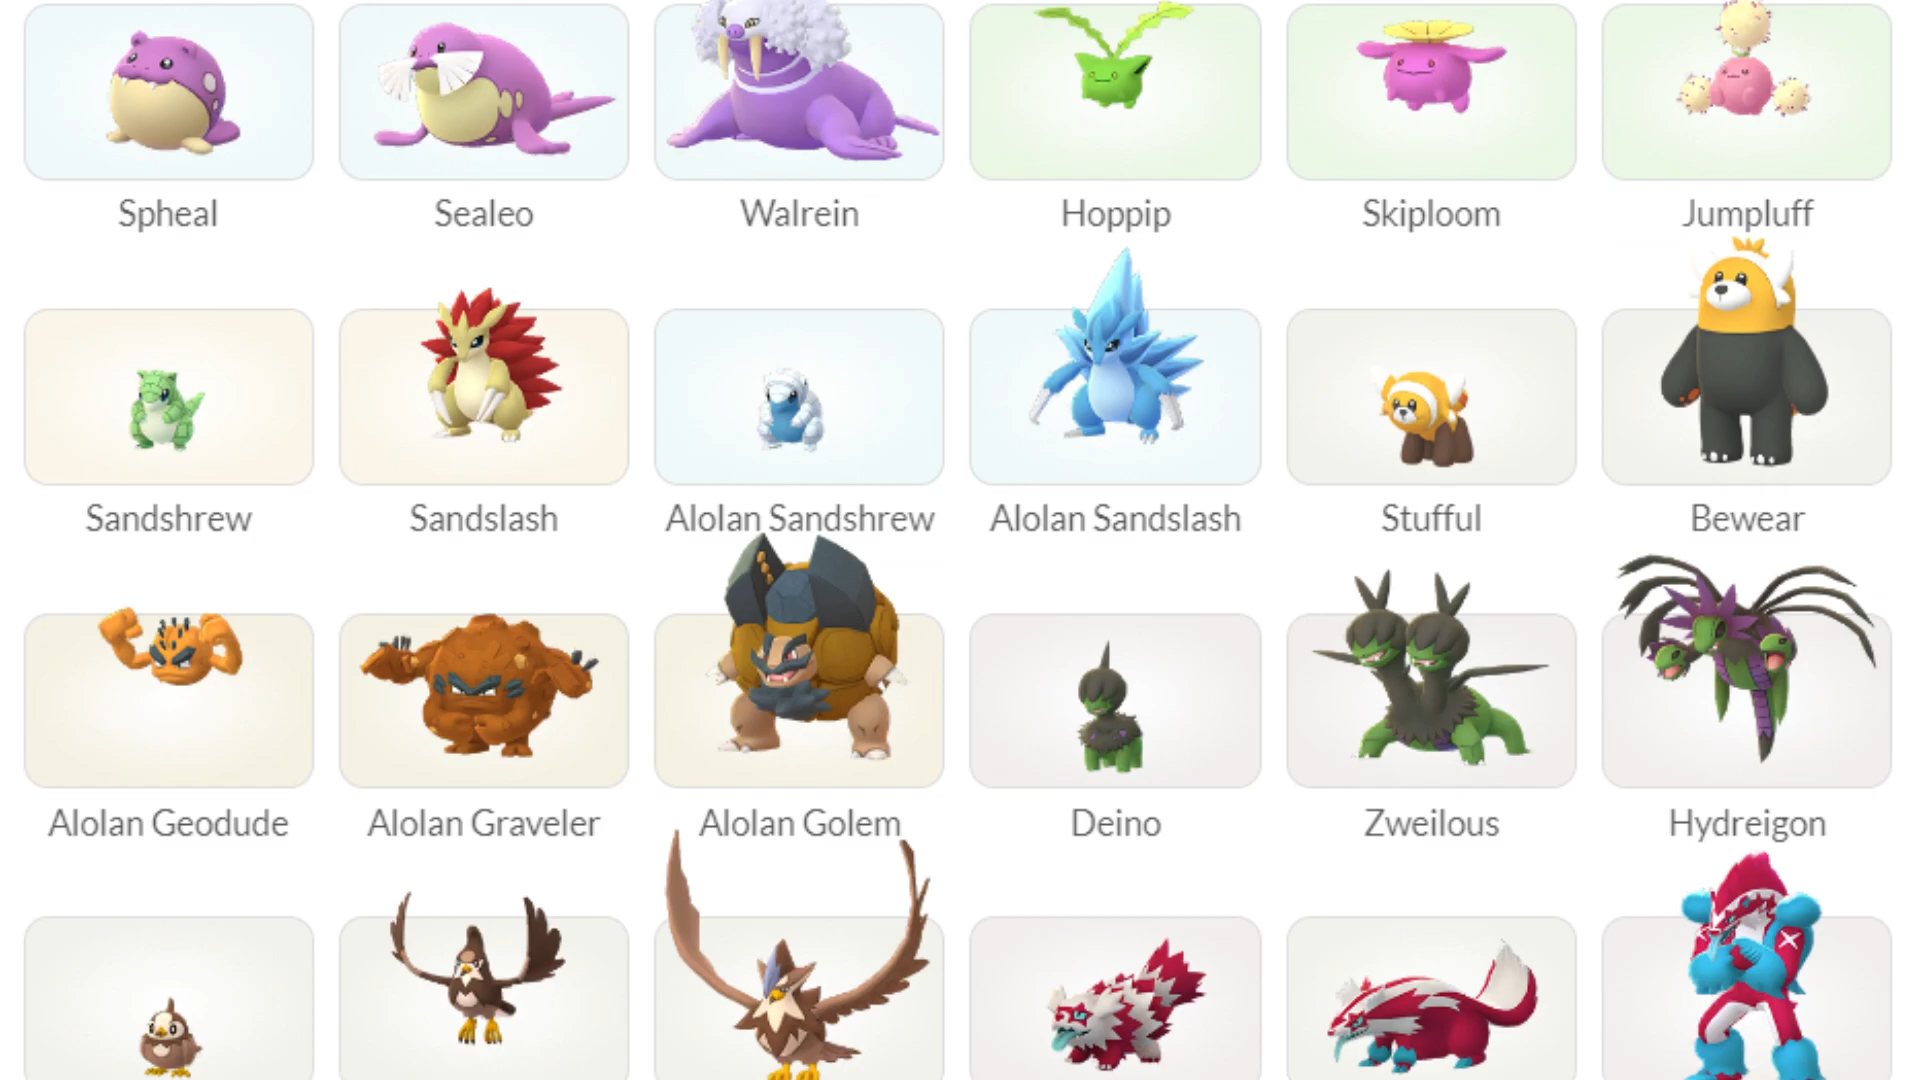 Spheal
Sealeo
Walrein
Hoppip
Skiploom
Jumpluff
Sandshrew
Sandslash
Alolan Sandshrew
Alolan Sandslash
Stufful
Bewear
Alolan Geodude
Alolan Graveler
Alolan Golem
Deino
Zweilous
Hydreigon